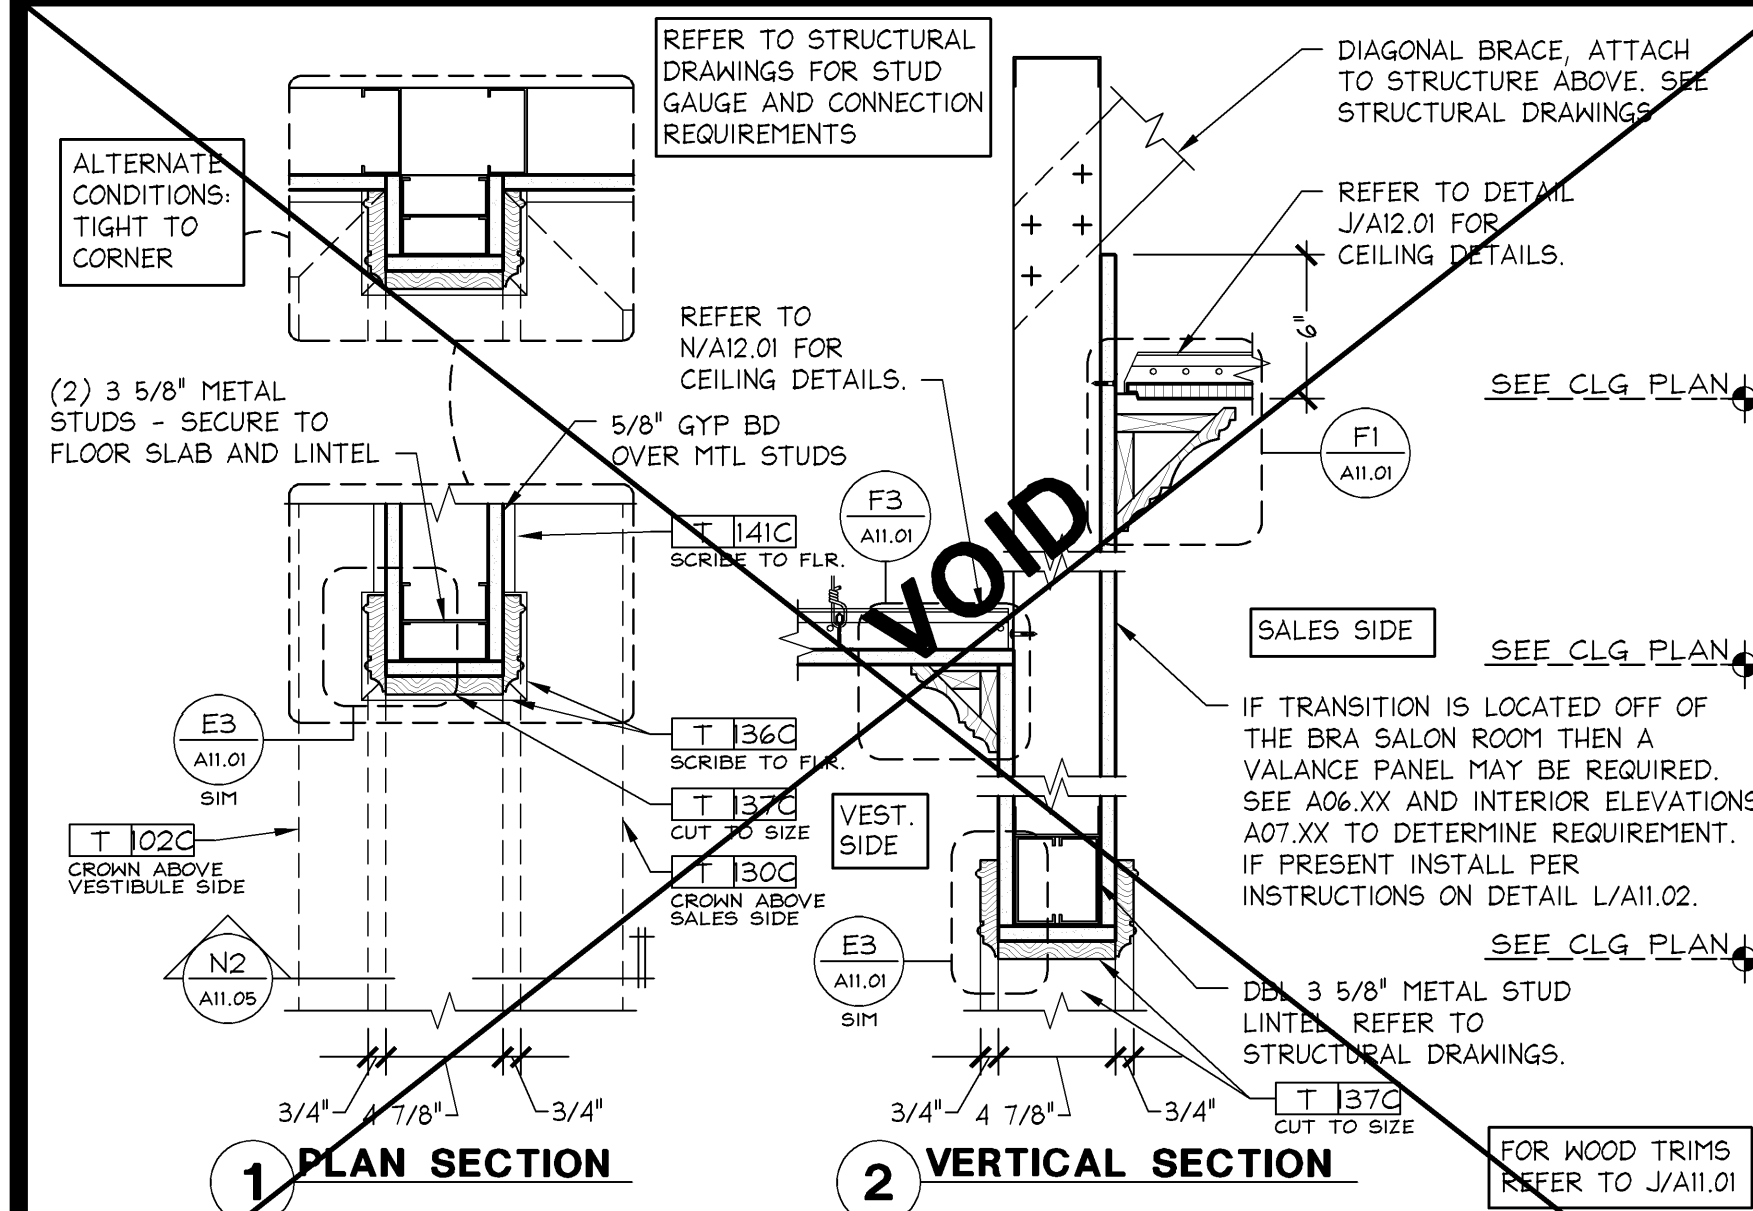 REFER TO STRUCTURAL
DRAWINGS FOR STUD
GAUGE AND CONNECTION
REQUIREMENTS
DIAGONAL BRACE, ATTACH
TO STRUCTURE ABOVE. SEE
STRUCTURAL DRAWINGS
ALTERNATE
CONDITIONS:
TIGHT TO
CORNER
REFER TO DETAIL
J/A12.01 FOR
CEILING DETAILS.
6"
REFER TO
N/A12.01 FOR
CEILING DETAILS.
(2) 3 5/8" METAL
STUDS - SECURE TO
FLOOR SLAB AND LINTEL
5/8" GYP BD
OVER MTL STUDS
SEE CLG PLAN
F1
A11.01
F3
A11.01
VOID
T 141C
SCRIBE TO FLR.
SALES SIDE
SEE CLG PLAN
E3
A11.01
SIM
T 136C
SCRIBE TO FLR.
T 137C
CUT TO SIZE
T 102C
CROWN ABOVE
VESTIBULE SIDE
T 130C
CROWN ABOVE
SALES SIDE
VEST.
SIDE
IF TRANSITION IS LOCATED OFF OF
THE BRA SALON ROOM THEN A
VALANCE PANEL MAY BE REQUIRED.
SEE A06.XX AND INTERIOR ELEVATIONS
A07.XX TO DETERMINE REQUIREMENT.
IF PRESENT INSTALL PER
INSTRUCTIONS ON DETAIL L/A11.02.
SEE CLG PLAN
N2
A11.05
E3
A11.01
SIM
DBL 3 5/8" METAL STUD
LINTEL REFER TO
STRUCTURAL DRAWINGS.
3/4" 4 7/8" 3/4"
3/4" 4 7/8" 3/4"
T 137C
CUT TO SIZE
1 PLAN SECTION
2 VERTICAL SECTION
FOR WOOD TRIMS
REFER TO J/A11.01